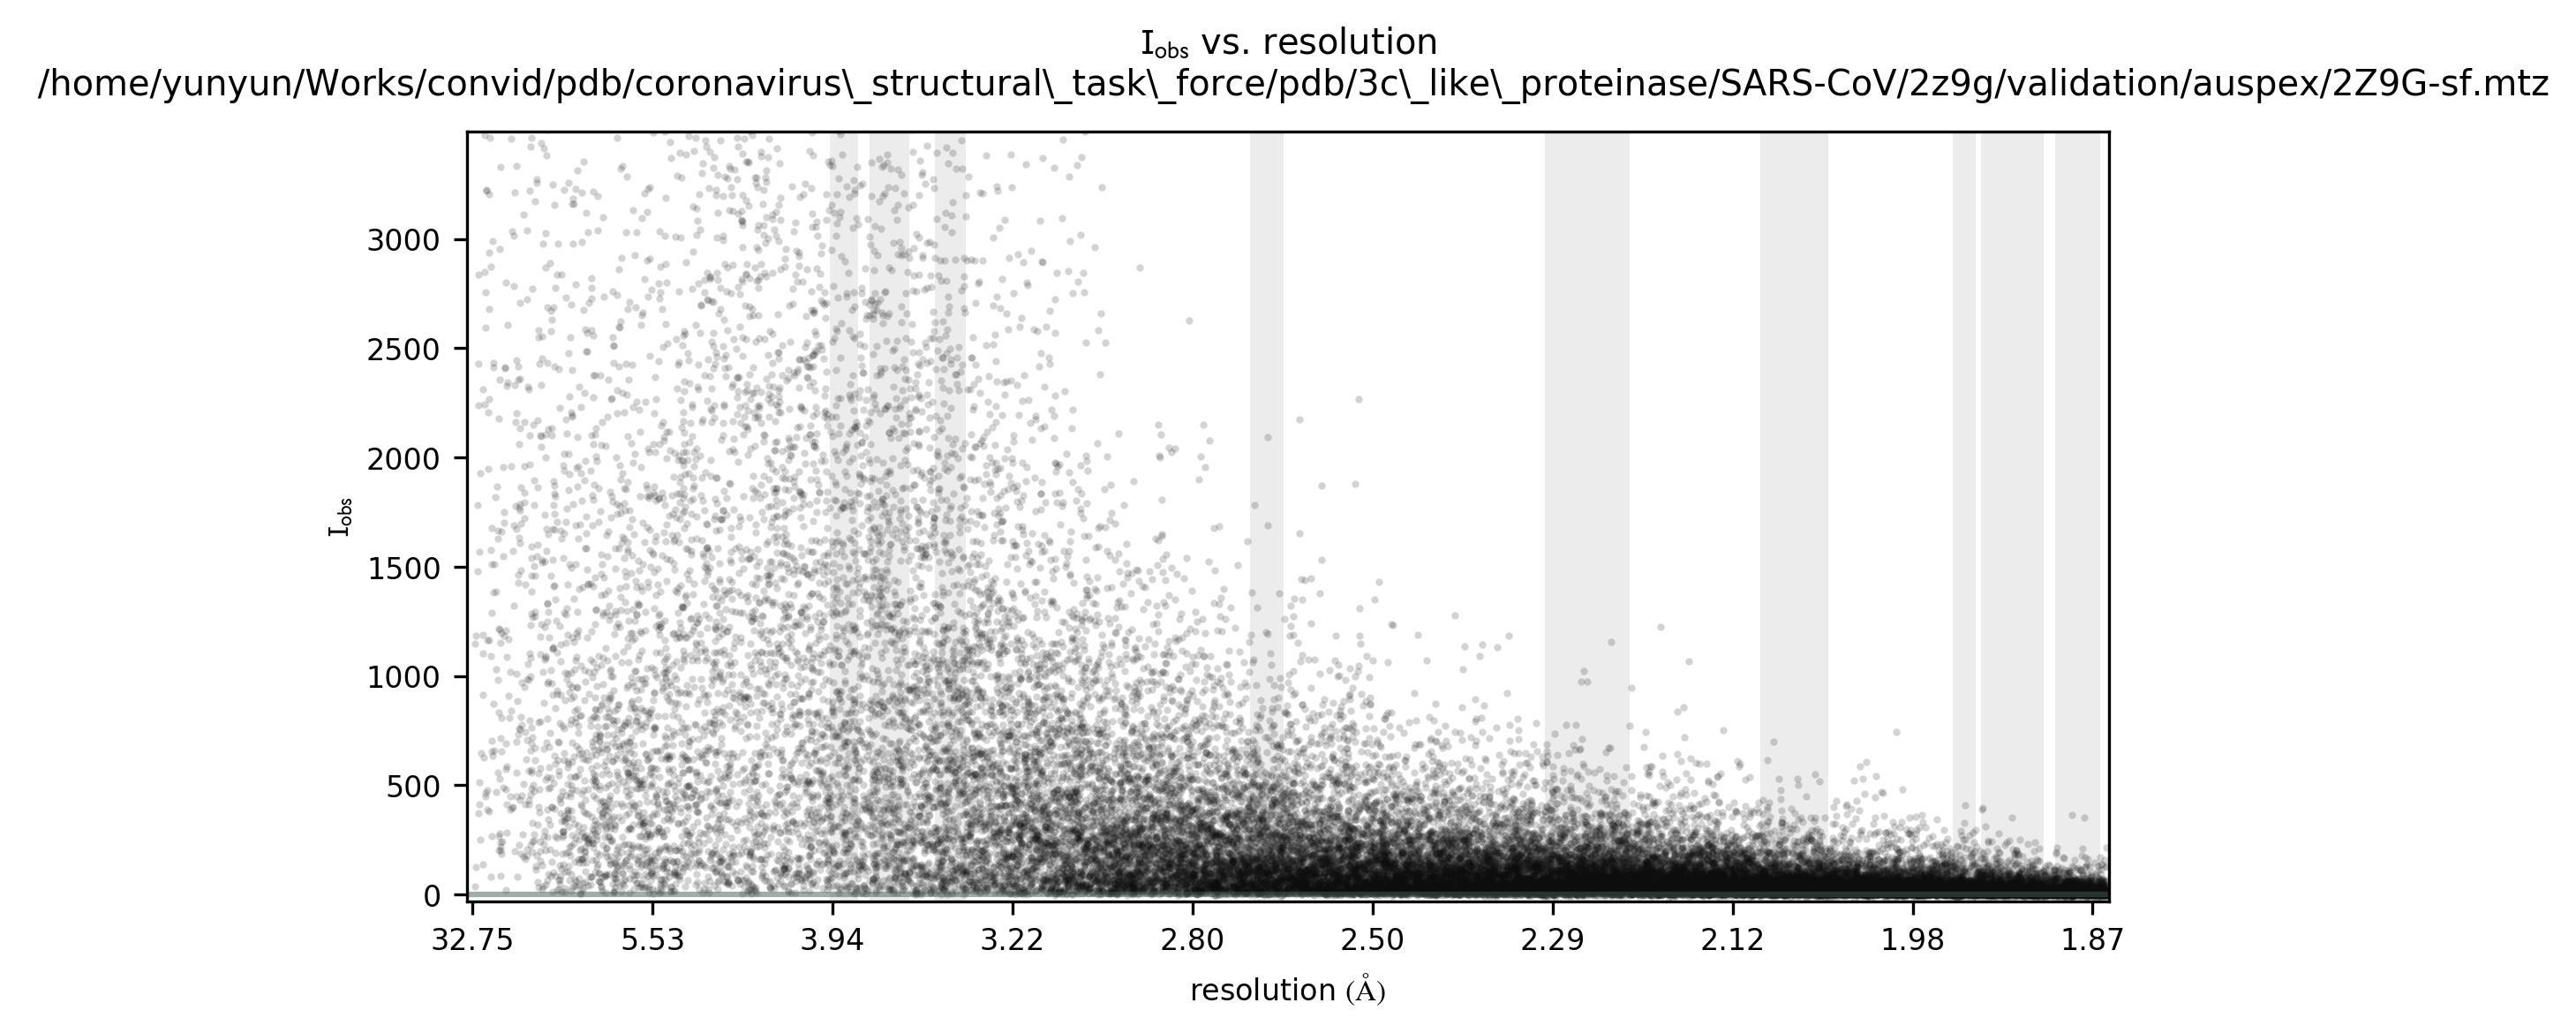 Iobs vs. resolution
/home/yunyun/Works/convid/pdb/coronavirus\_structural\_task\_force/pdb/3c\_like\_proteinase/SARS-CoV/2z9g/validation/auspex/2Z9G-sf.mtz
3000
2500
2000
1500
1000
500
0
Iobs
32.75 5.53 3.94 3.22 2.80 2.50 2.29 2.12 1.98 1.87
resolution (Å)